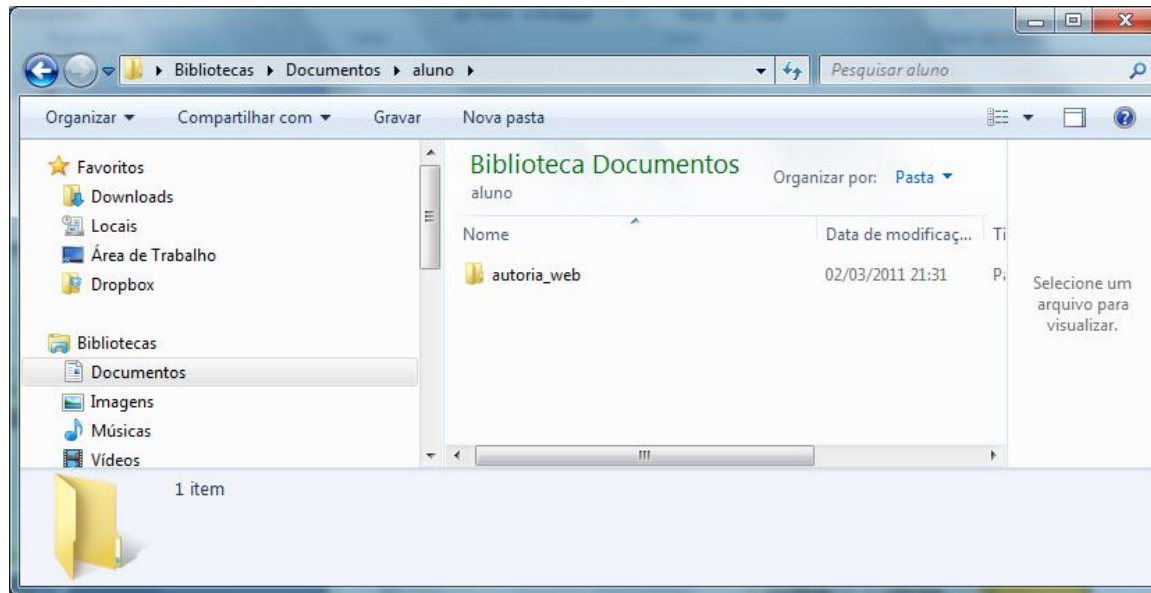 Bibliotecas Documentos aluno
Pesquisar aluno
Organizar Compartilhar com Gravar Nova pasta
Favoritos
Downloads
Locais
Área de Trabalho
Dropbox
Bibliotecas
Documentos
Imagens
Músicas
Vídeos
Biblioteca Documentos
aluno
Organizar por: Pasta
Nome Data de modificaç... Ti
autoria_web 02/03/2011 21:31
Selecione um
arquivo para
visualizar.
1 item